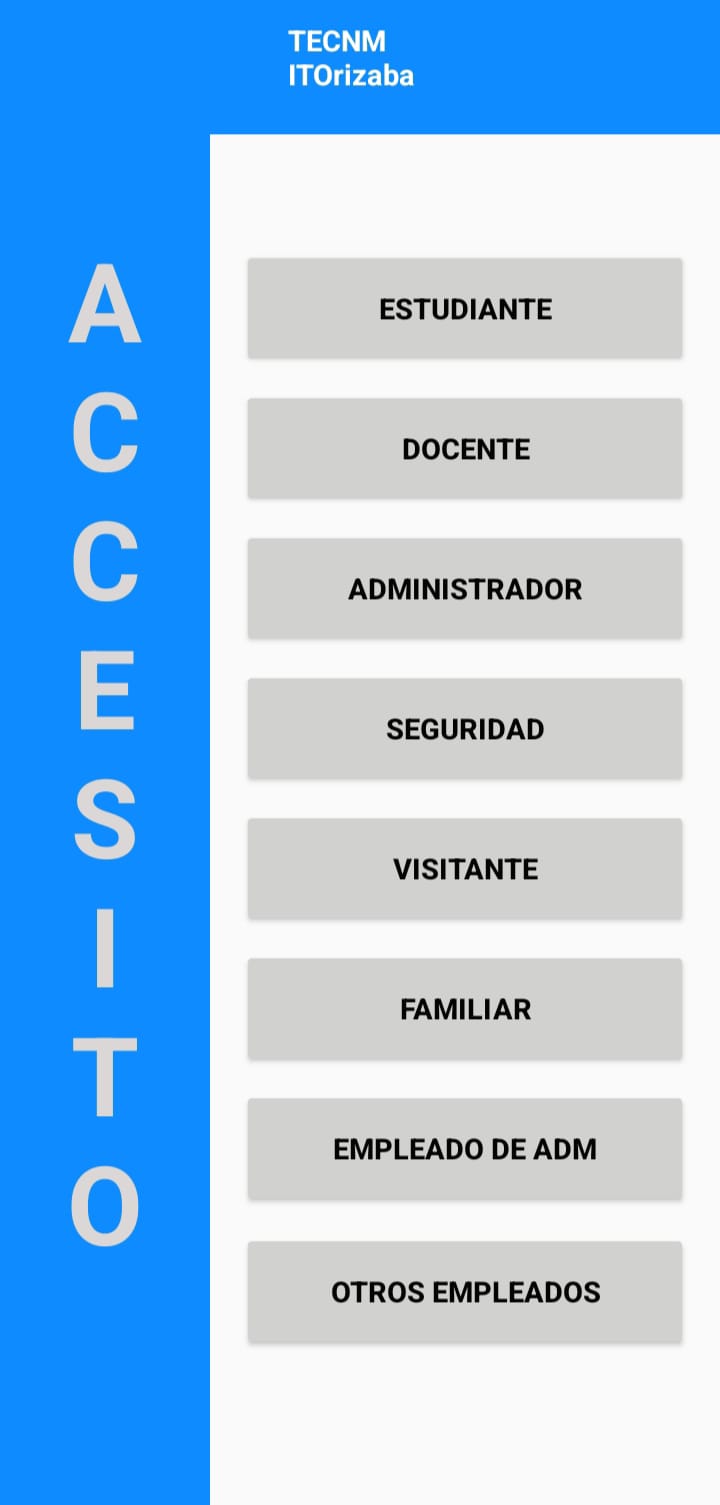 TECNM
ITOrizaba
A
C
C
E
S
I
T
O
ESTUDIANTE
DOCENTE
ADMINISTRADOR
SEGURIDAD
VISITANTE
FAMILIAR
EMPLEADO DE ADM
OTROS EMPLEADOS